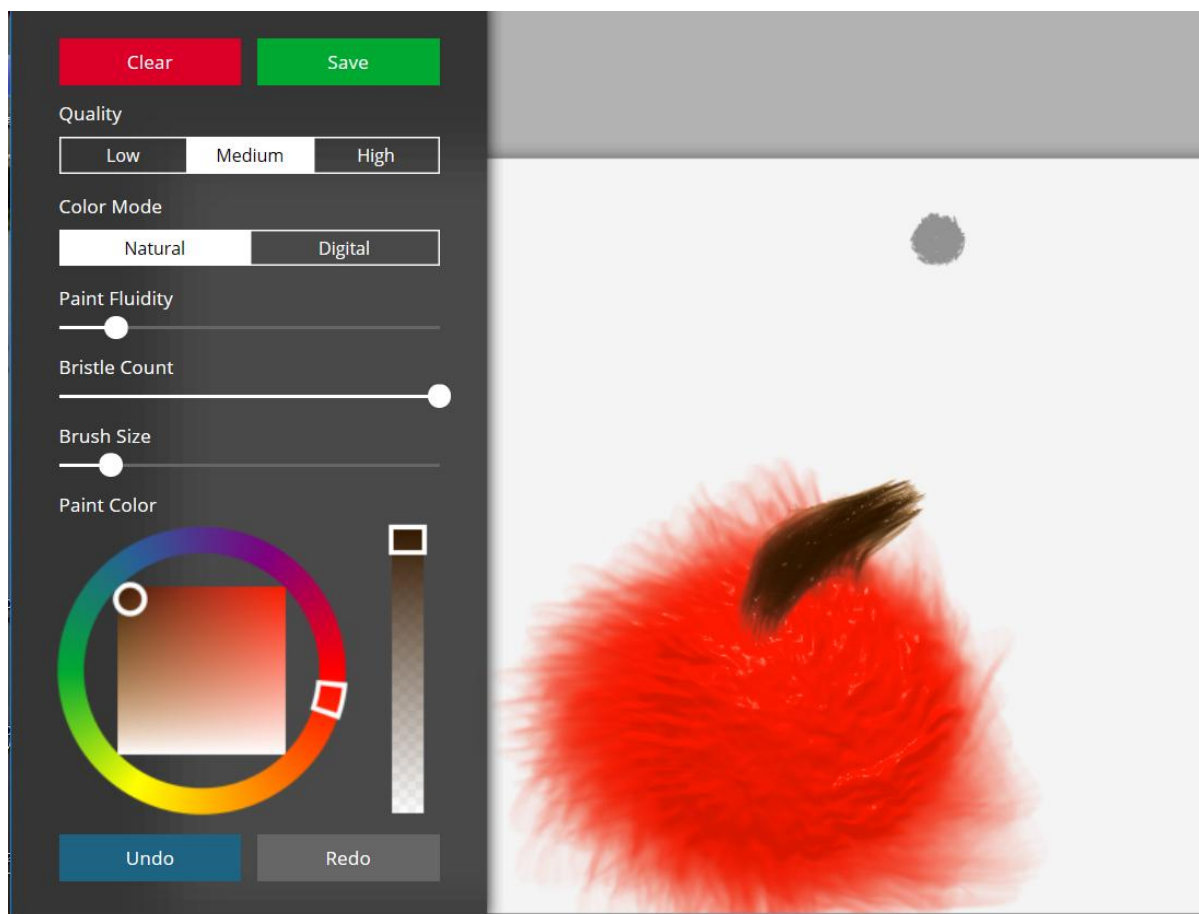 Clear Save
Quality
Low Medium High
Color Mode
Natural Digital
Paint Fluidity
Bristle Count
Brush Size
Paint Color
Undo Redo